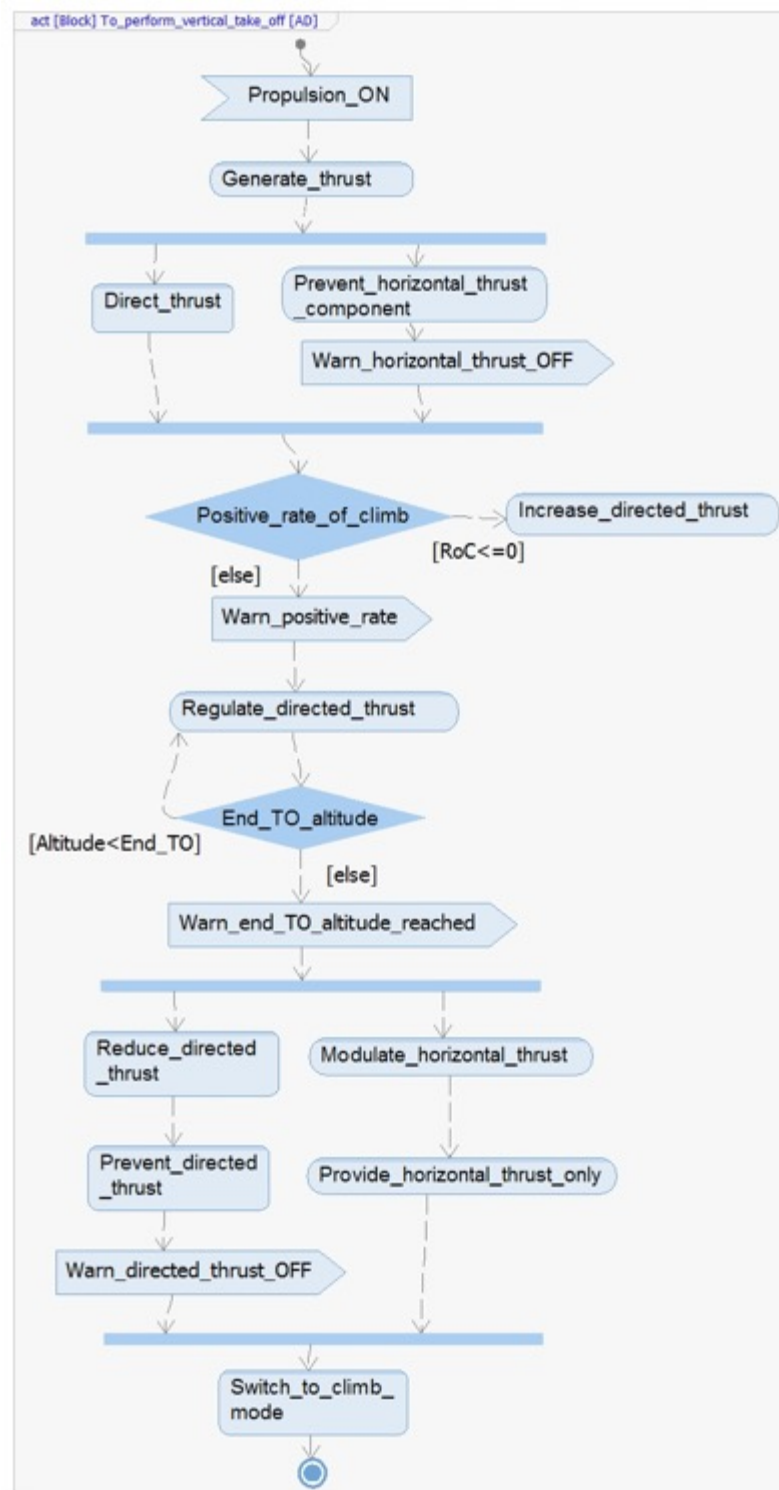 act [Block] To_perform_vertical_take_off [AD]
Propulsion_ON
Generate_thrust
Direct_thrust
Prevent_horizontal_thrust
_component
Warn_horizontal_thrust_OFF
Positive_rate_of_climb
Increase_directed_thrust
[RoC<=0]
[else]
Warn_positive_rate
Regulate_directed_thrust
End_TO_altitude
[Altitude<End_TO]
[else]
Warn_end_TO_altitude_reached
Reduce_directed
_thrust
Modulate_horizontal_thrust
Prevent_directed
_thrust
Provide_horizontal_thrust_only
Warn_directed_thrust_OFF
Switch_to_climb_
mode